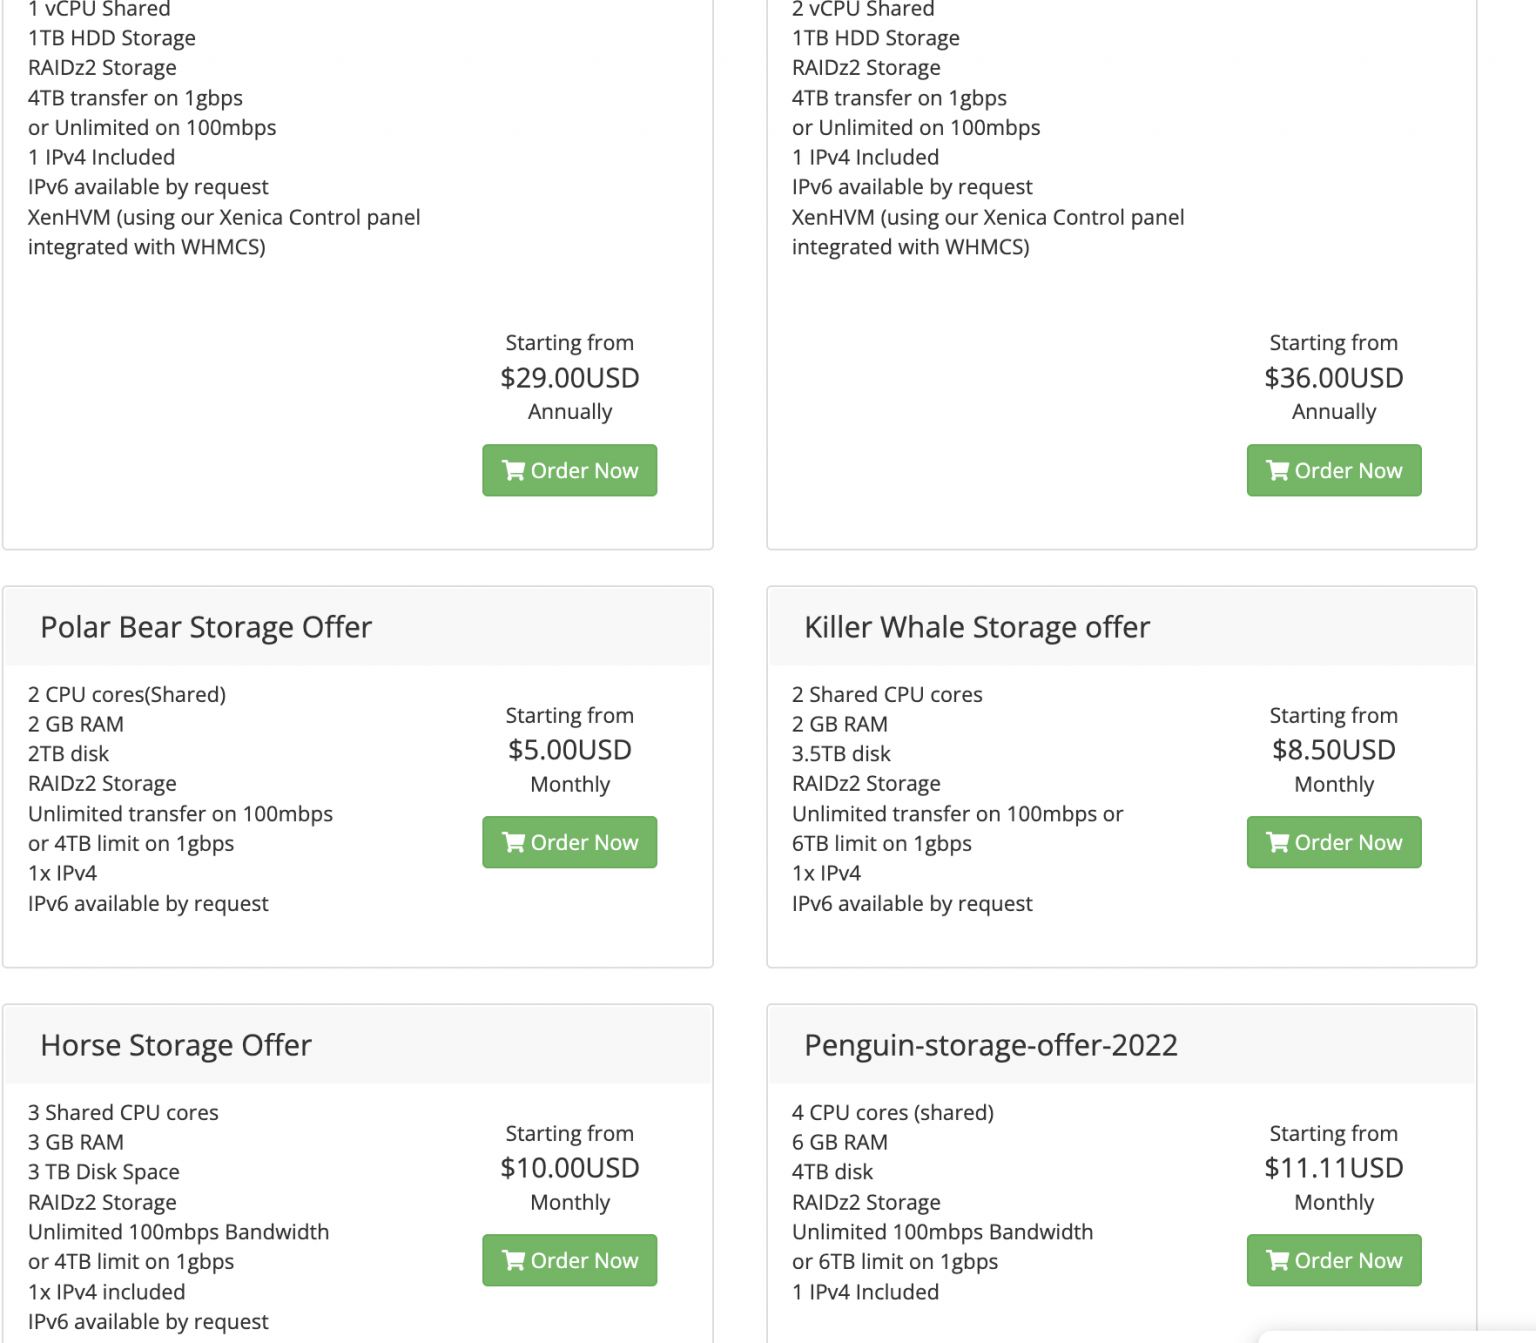 1 vCPU Shared
1TB HDD Storage
RAIDz2 Storage
4TB transfer on 1gbps
or Unlimited on 100mbps
1 IPv4 Included
IPv6 available by request
XenHVM (using our Xenica Control panel
integrated with WHMCS)
Starting from
$29.00USD
Annually
Order Now
2 vCPU Shared
1TB HDD Storage
RAIDz2 Storage
4TB transfer on 1gbps
or Unlimited on 100mbps
1 IPv4 Included
IPv6 available by request
XenHVM (using our Xenica Control panel
integrated with WHMCS)
Starting from
$36.00USD
Annually
Order Now
Polar Bear Storage Offer
2 CPU cores(Shared)
2 GB RAM
2TB disk
RAIDz2 Storage
Unlimited transfer on 100mbps
or 4TB limit on 1gbps
1x IPv4
IPv6 available by request
Starting from
$5.00USD
Monthly
Order Now
Killer Whale Storage offer
2 Shared CPU cores
2 GB RAM
3.5TB disk
RAIDz2 Storage
Unlimited transfer on 100mbps or
6TB limit on 1gbps
1x IPv4
IPv6 available by request
Starting from
$8.50USD
Monthly
Order Now
Horse Storage Offer
3 Shared CPU cores
3 GB RAM
3 TB Disk Space
RAIDz2 Storage
Unlimited 100mbps Bandwidth
or 4TB limit on 1gbps
1x IPv4 included
IPv6 available by request
Starting from
$10.00USD
Monthly
Order Now
Penguin-storage-offer-2022
4 CPU cores (shared)
6 GB RAM
4TB disk
RAIDz2 Storage
Unlimited 100mbps Bandwidth
or 6TB limit on 1gbps
1 IPv4 Included
Starting from
$11.11USD
Monthly
Order Now